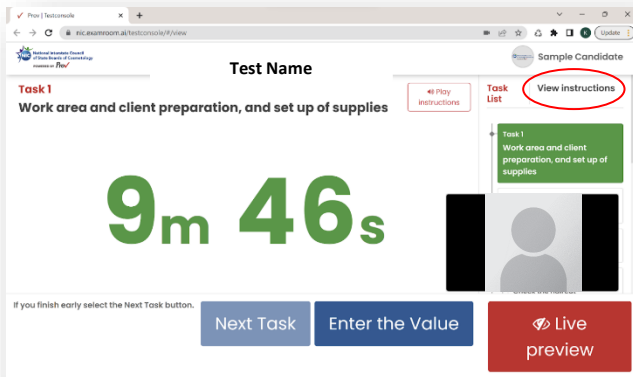 Prov | Testconsole
nic.examroom.ai/testconsole/#/view
K
Update
National Interstate Council
of State Boards of Cosmetology
POWERED BY Prov
Test Name
Sample Candidate
Task 1
Work area and client preparation, and set up of supplies
Play
instructions
Task
List
View instructions
Task 1
Work area and client
preparation, and set up of
supplies
9m 46s
If you finish early select the Next Task button.
Next Task
Enter the Value
Live
preview